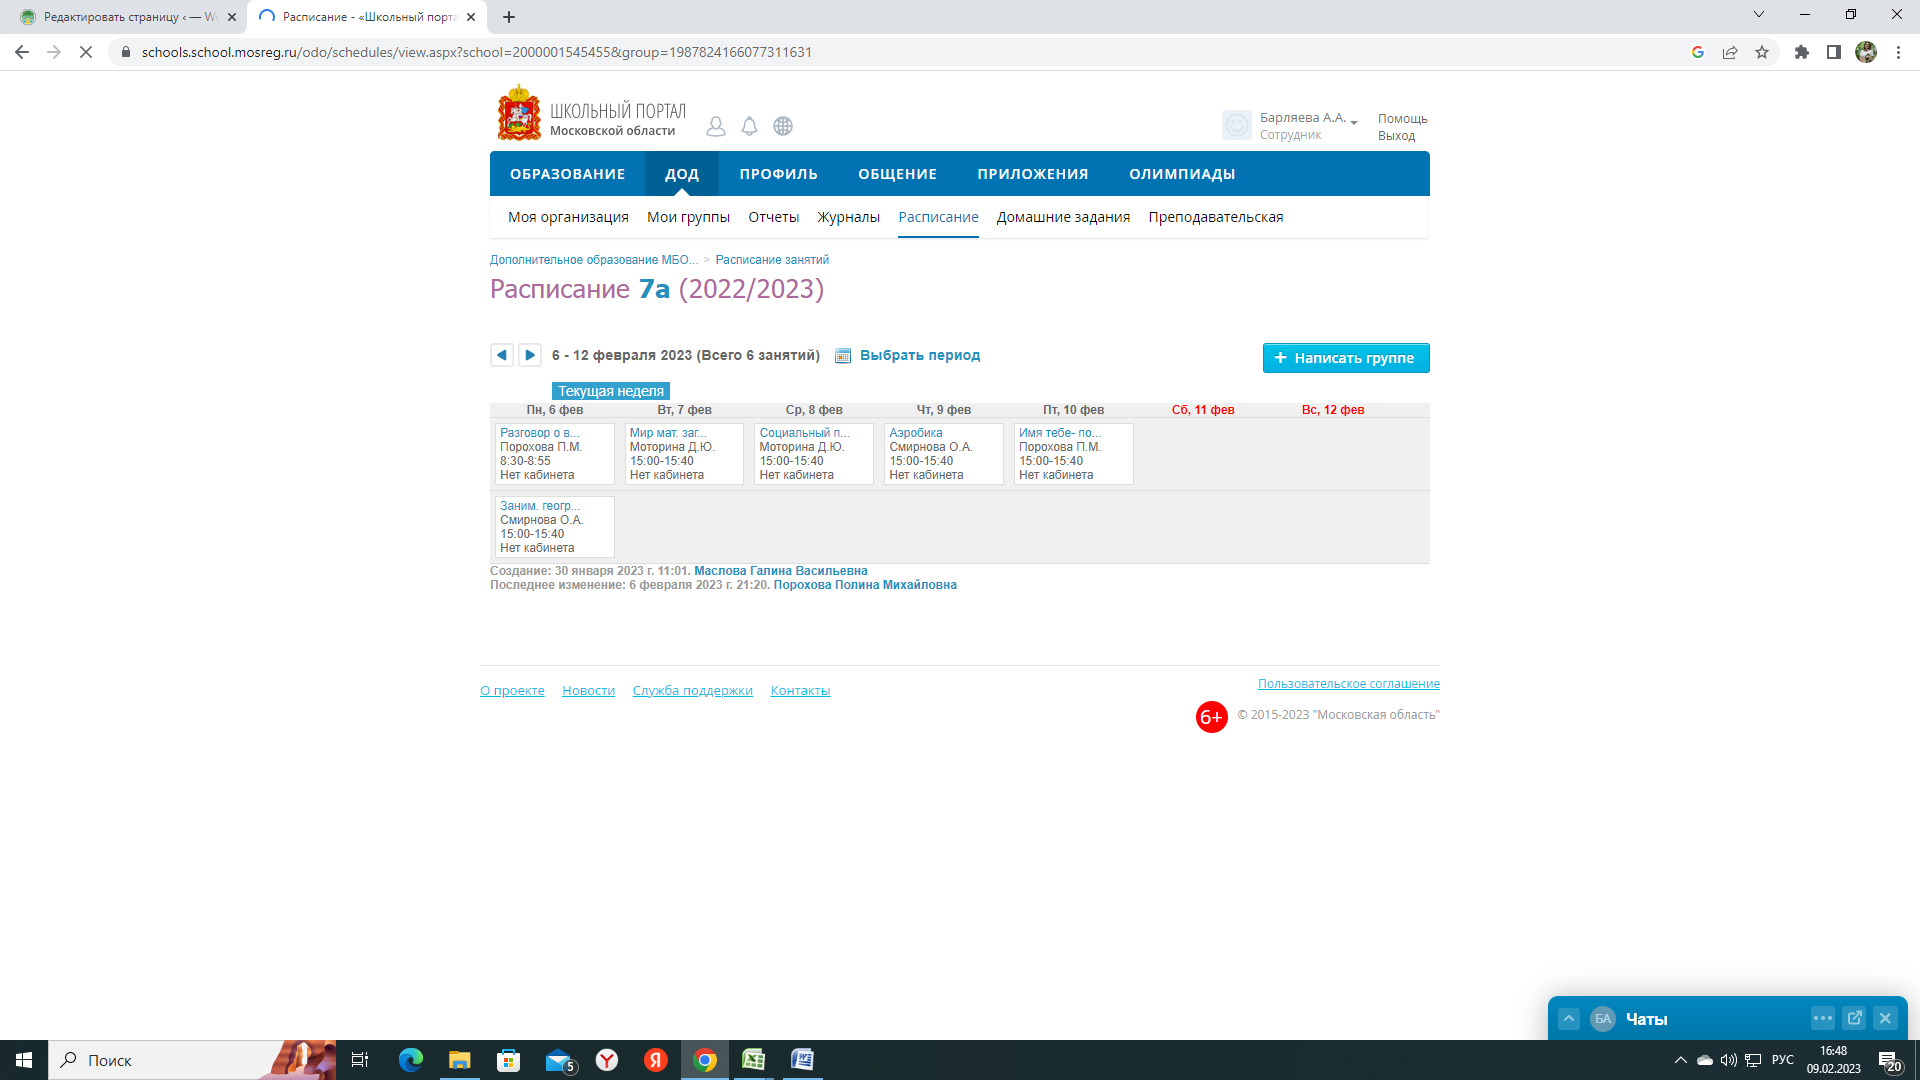 Редактировать страницу ‹ — Wo
Расписание - «Школьный порта
schools.school.mosreg.ru/odo/schedules/view.aspx?school=2000001545455&group=1987824166077311631
ШКОЛЬНЫЙ ПОРТАЛ
Московской области
Барляева А.А.
Сотрудник
Помощь
Выход
ОБРАЗОВАНИЕ ДОД ПРОФИЛЬ ОБЩЕНИЕ ПРИЛОЖЕНИЯ ОЛИМПИАДЫ
Моя организация Мои группы Отчеты Журналы Расписание Домашние задания Преподавательская
Дополнительное образование МБО... > Расписание занятий
Расписание 7а (2022/2023)
6 - 12 февраля 2023 (Всего 6 занятий) Выбрать период
+ Написать группе
Текущая неделя
Пн, 6 фев Вт, 7 фев Ср, 8 фев Чт, 9 фев Пт, 10 фев Сб, 11 фев Вс, 12 фев
Разговор о в... Мир мат. заг... Социальный п... Аэробика Имя тебе- по...
Порохова П.М. Моторина Д.Ю. Моторина Д.Ю. Смирнова О.А. Порохова П.М.
8:30-8:55 15:00-15:40 15:00-15:40 15:00-15:40 15:00-15:40
Нет кабинета Нет кабинета Нет кабинета Нет кабинета Нет кабинета
Заним. геогр...
Смирнова О.А.
15:00-15:40
Нет кабинета
Создание: 30 января 2023 г. 11:01. Маслова Галина Васильевна
Последнее изменение: 6 февраля 2023 г. 21:20. Порохова Полина Михайловна
О проекте Новости Служба поддержки Контакты
Пользовательское соглашение
6+ © 2015-2023 "Московская область"
БА Чаты
Поиск
5
РУС
16:48
09.02.2023
20